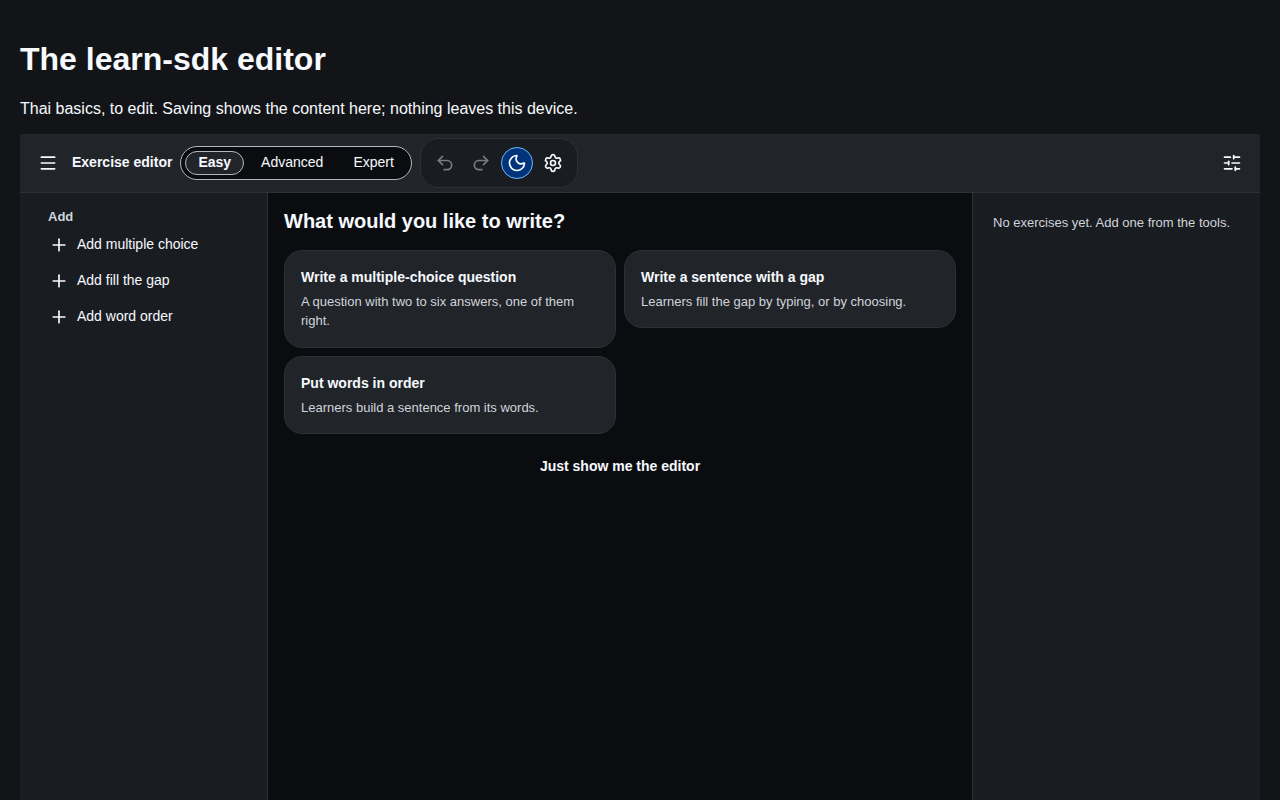 The learn-sdk editor
Thai basics, to edit. Saving shows the content here; nothing leaves this device.
Exercise editor
Easy
Advanced
Expert
Add
Add multiple choice
Add fill the gap
Add word order
What would you like to write?
Write a multiple-choice question
A question with two to six answers, one of them
right.
Write a sentence with a gap
Learners fill the gap by typing, or by choosing.
Put words in order
Learners build a sentence from its words.
Just show me the editor
No exercises yet. Add one from the tools.